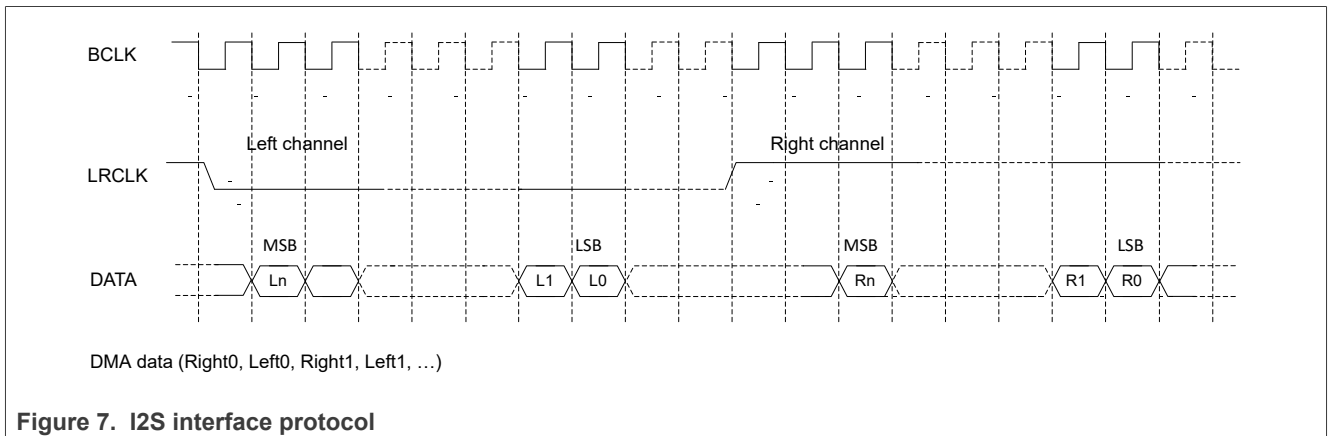 BCLK
Left channel
Right channel
LRCLK
MSB
LSB
MSB
LSB
DATA
Ln
L1
L0
Rn
R1
R0
DMA data (Right0, Left0, Right1, Left1, …)
Figure 7. I2S interface protocol